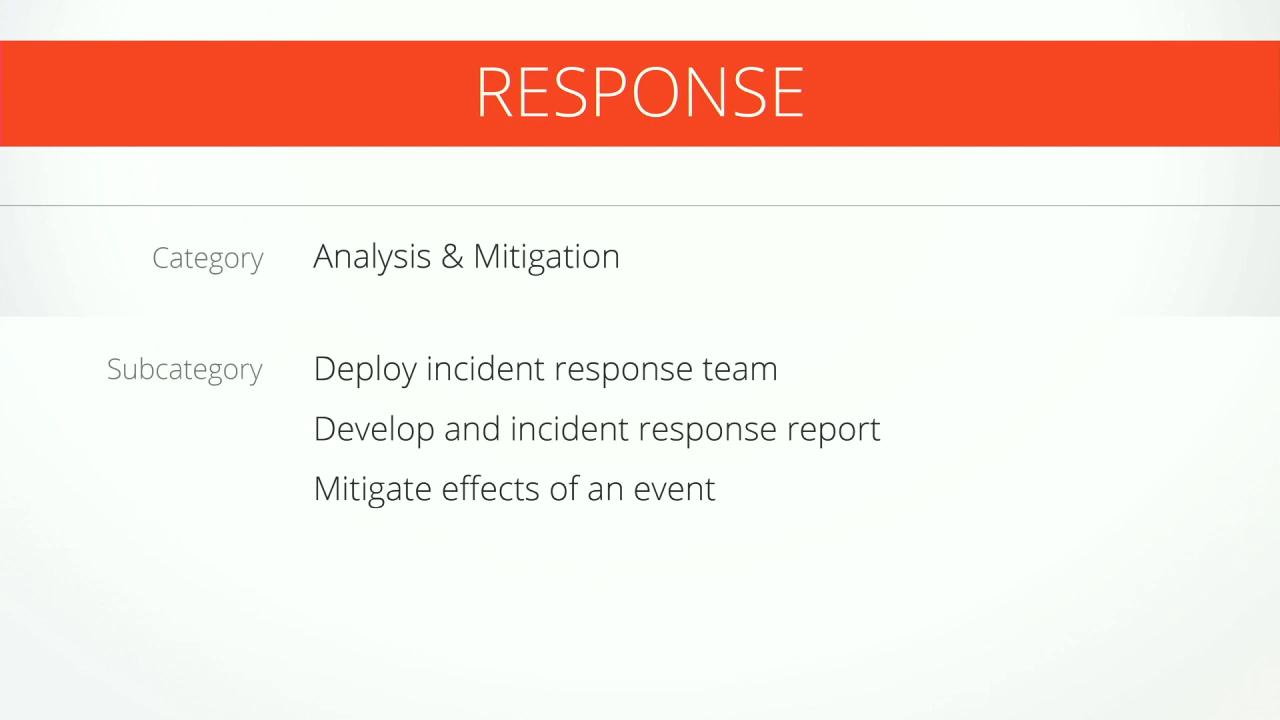 RESPONSE
Category Analysis & Mitigation
Subcategory Deploy incident response team
Develop and incident response report
Mitigate effects of an event